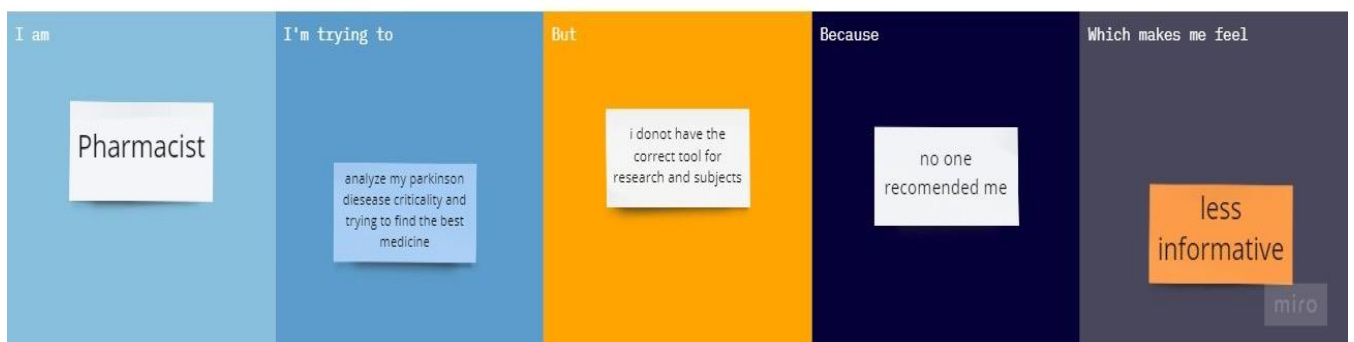 I am
Pharmacist
I'm trying to
analyze my parkinson
diesease criticality and
trying to find the best
medicine
But
i donot have the
correct tool for
research and subjects
Because
no one
recomended me
Which makes me feel
less
informative
miro